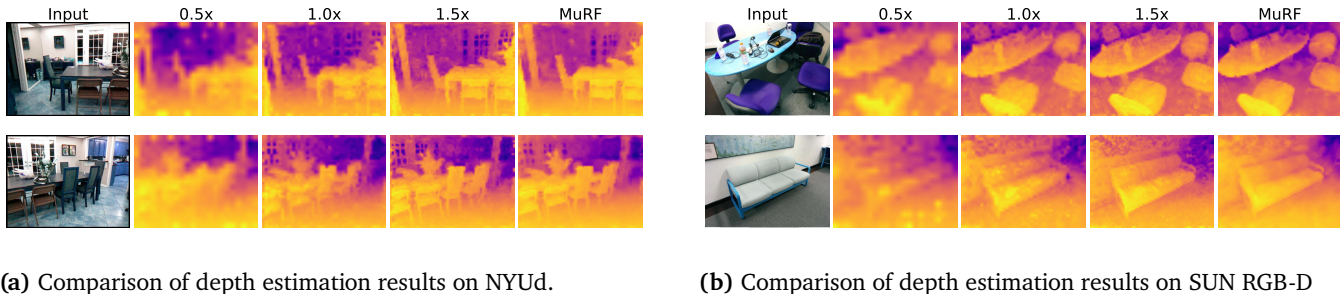 Input 0.5x 1.0x 1.5x MuRF
(a) Comparison of depth estimation results on NYUd.
Input 0.5x 1.0x 1.5x MuRF
(b) Comparison of depth estimation results on SUN RGB-D